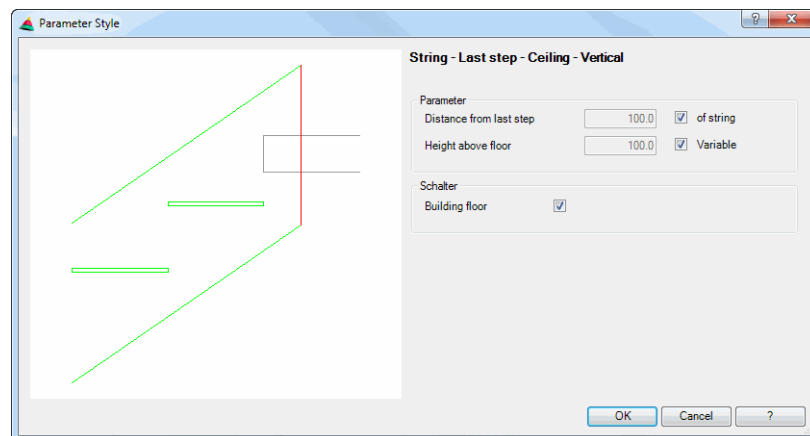 Parameter Style
?
String - Last step - Ceiling - Vertical
Parameter
Distance from last step 100.0 of string
Height above floor 100.0 Variable
Schalter
Building floor
OK Cancel ?